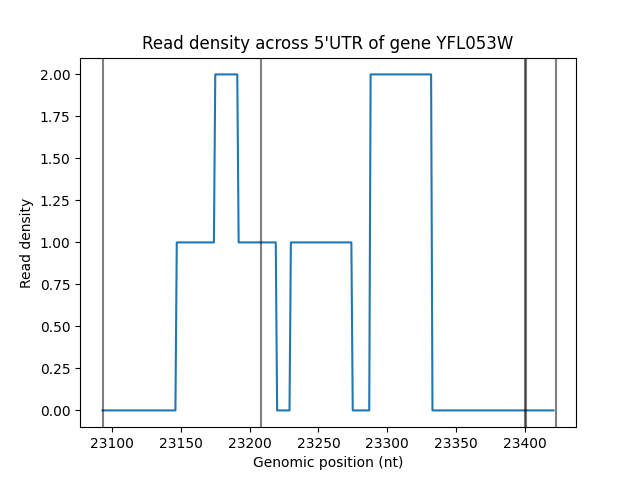 Read density across 5'UTR of gene YFL053W
Read density
2.00
1.75
1.50
1.25
1.00
0.75
0.50
0.25
0.00
23100 23150 23200 23250 23300 23350 23400
Genomic position (nt)